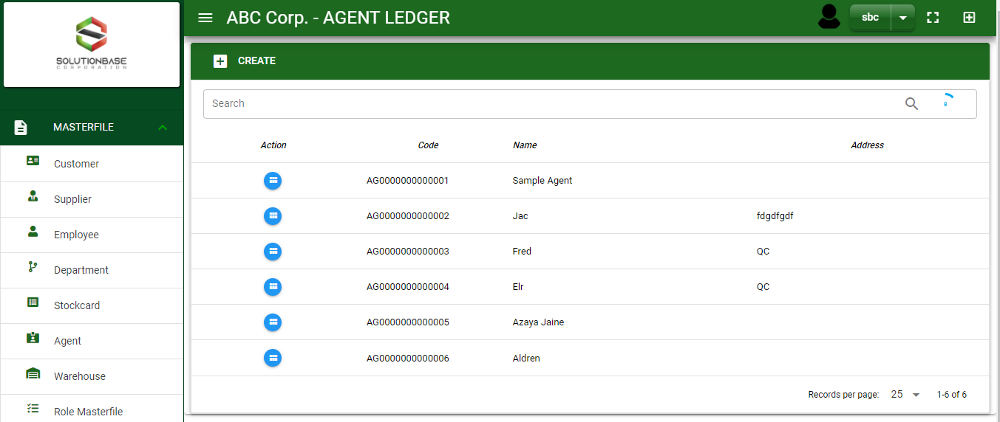 SOLUTIONBASE
CORPORATION
ABC Corp. - AGENT LEDGER
sbc
CREATE
Search
MASTERFILE
Customer
Supplier
Employee
Department
Stockcard
Agent
Warehouse
Role Masterfile
Action Code Name Address
AG0000000000001 Sample Agent
AG0000000000002 Jac fdgdfgdf
AG0000000000003 Fred QC
AG0000000000004 Elr QC
AG0000000000005 Azaya Jaine
AG0000000000006 Aldren
Records per page: 25 1-6 of 6